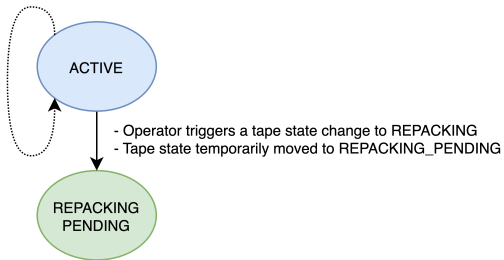 ACTIVE
- Operator triggers a tape state change to REPACKING
- Tape state temporarily moved to REPACKING_PENDING
REPACKING
PENDING